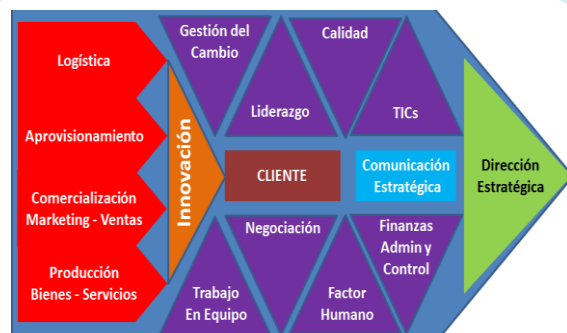 Logística
Aprovisionamiento
Comercialización
Marketing - Ventas
Producción
Bienes - Servicios
Innovación
Gestión del
Cambio
Liderazgo
Calidad
TICs
CLIENTE
Comunicación
Estratégica
Negociación
Finanzas
Admin y
Control
Trabajo
En Equipo
Factor
Humano
Dirección
Estratégica